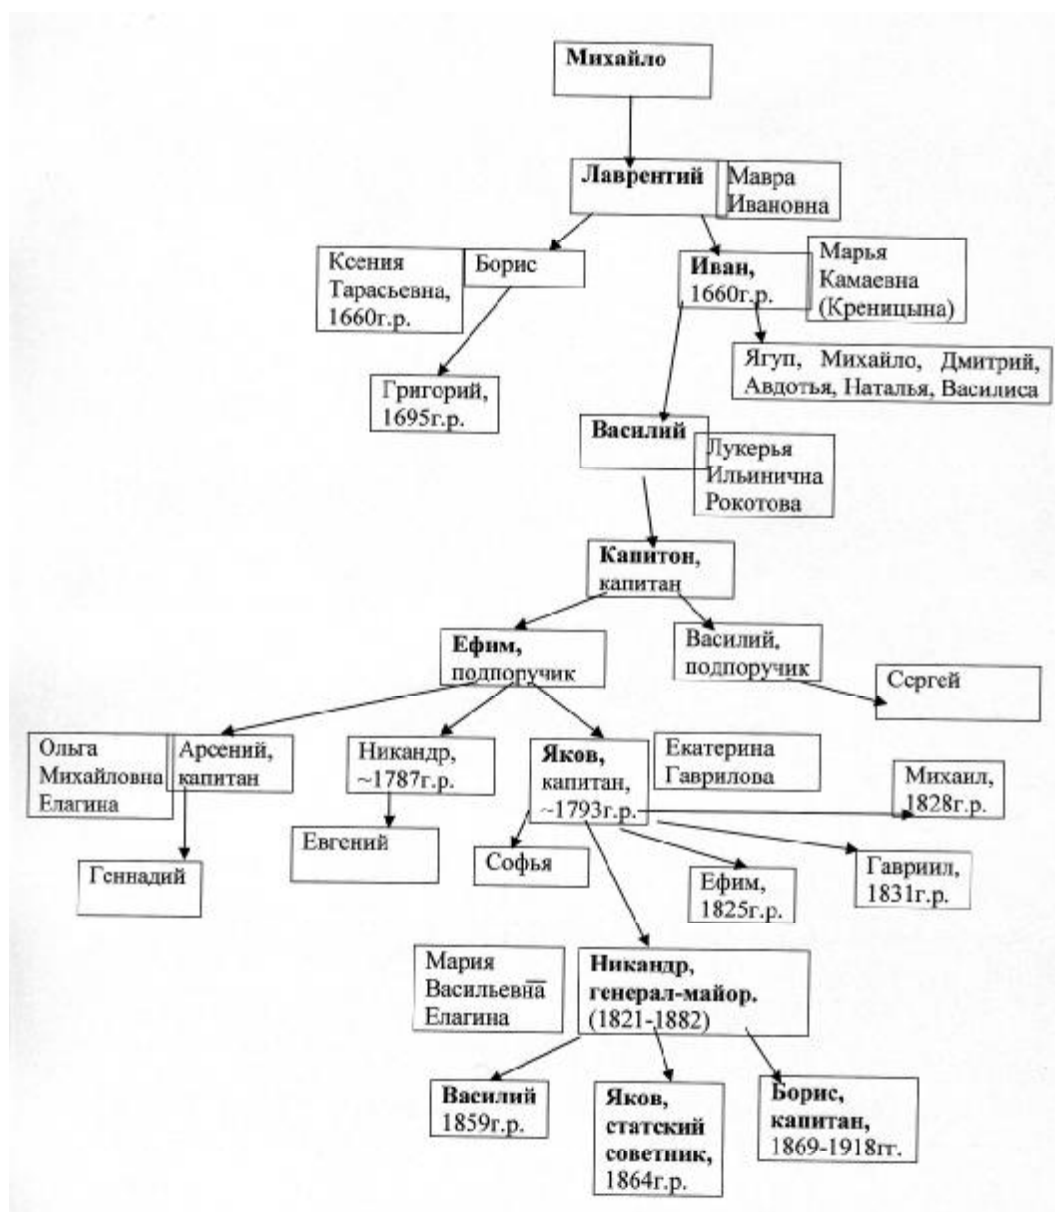 Михайло
Лаврентий
Мавра
Ивановна
Ксения
Тарасьевна,
1660г.р.
Борис
Иван,
1660г.р.
Марья
Камаевна
(Креницына)
Григорий,
1695г.р.
Ягуп, Михайло, Дмитрий,
Авдотья, Наталья, Василиса
Василий
Лукерья
Ильинична
Рокотова
Капитон,
капитан
Ефим,
подпоручик
Василий,
подпоручик
Сергей
Ольга
Михайловна
Елагина
Арсений,
капитан
Никандр,
~1787г.р.
Яков,
капитан,
~1793г.р.
Екатерина
Гаврилова
Михаил,
1828г.р.
Геннадий
Евгений
Софья
Ефим,
1825г.р.
Гавриил,
1831г.р.
Мария
Васильевна
Елагина
Никандр,
генерал-майор.
(1821-1882)
Василий
1859г.р.
Яков,
статский
советник,
1864г.р.
Борис,
капитан,
1869-1918гг.